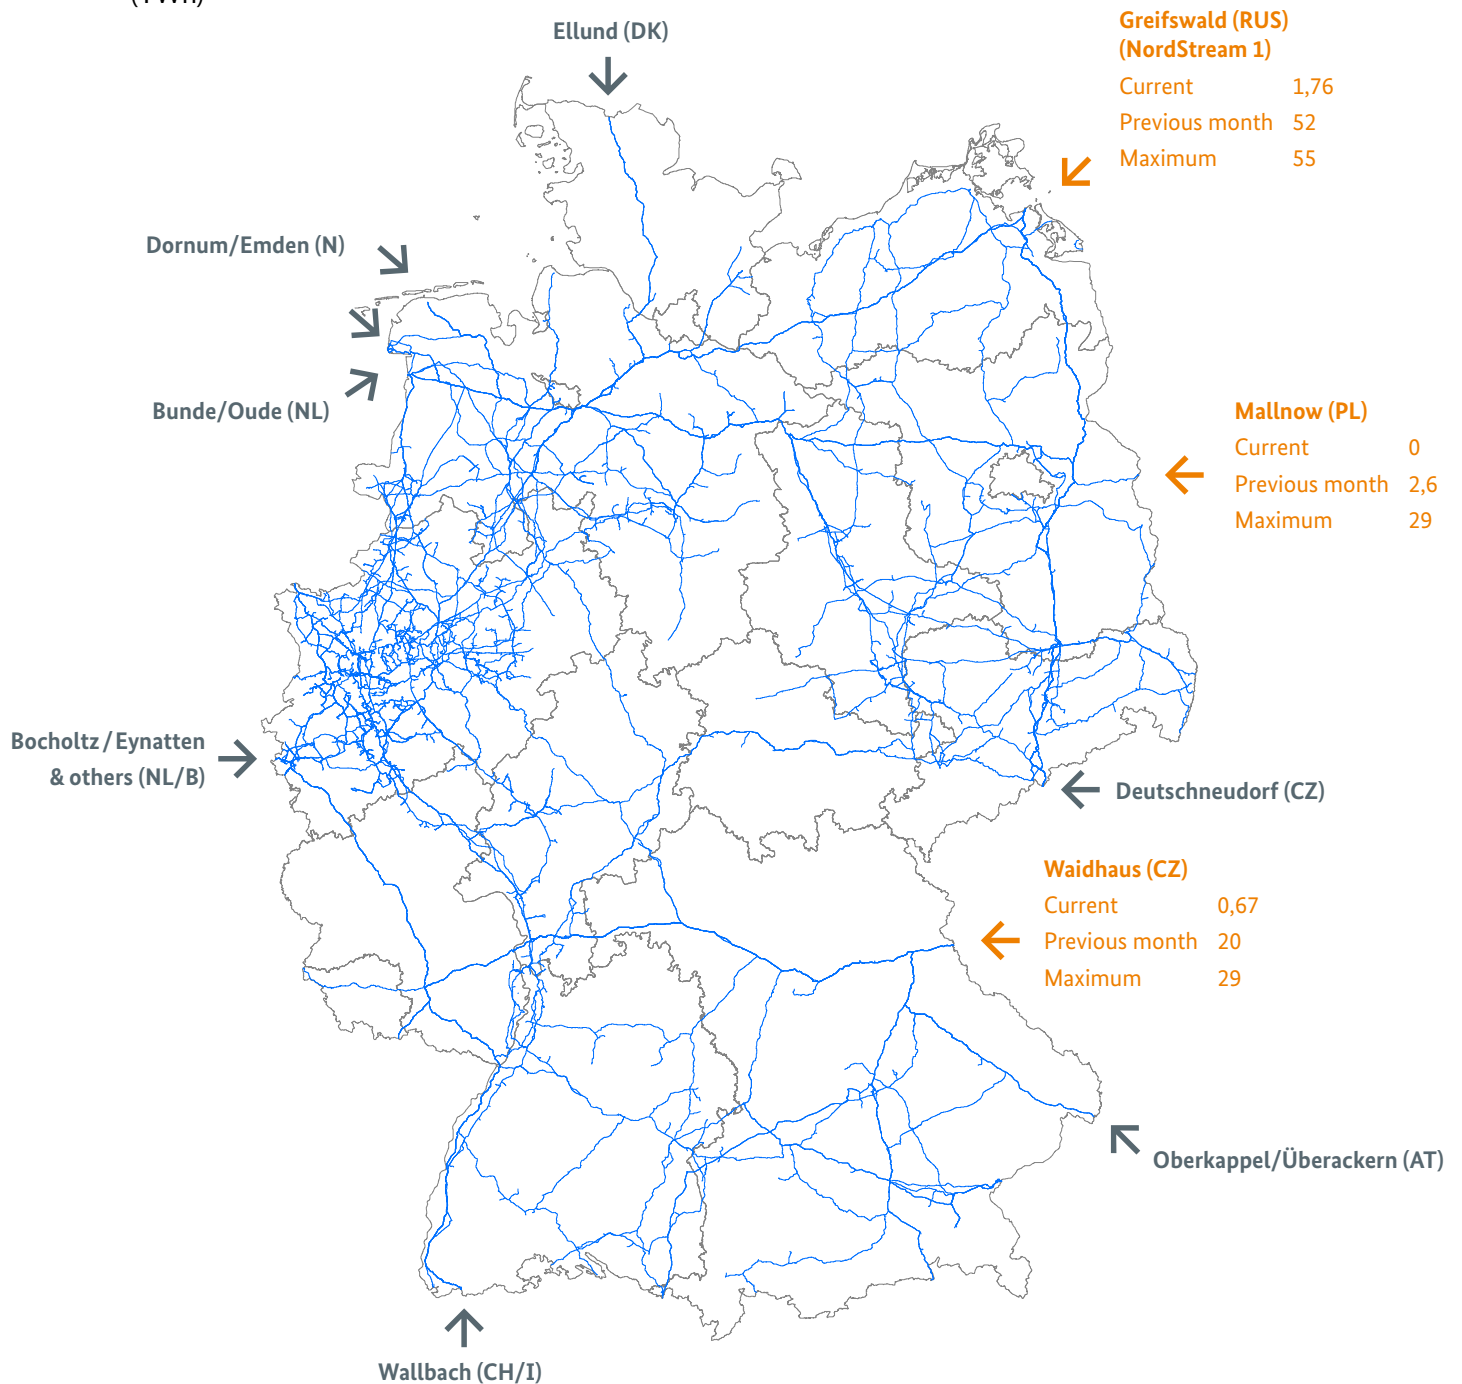 (TWh)
Ellund (DK)
Greifswald (RUS)
(NordStream 1)
Current 1,76
Previous month 52
Maximum 55
Dornum/Emden (N)
Bunde/Oude (NL)
Mallnow (PL)
Current 0
Previous month 2,6
Maximum 29
Bocholtz / Eynatten
& others (NL/B)
Deutschneudorf (CZ)
Waidhaus (CZ)
Current 0,67
Previous month 20
Maximum 29
Oberkappel/Überackern (AT)
Wallbach (CH/I)